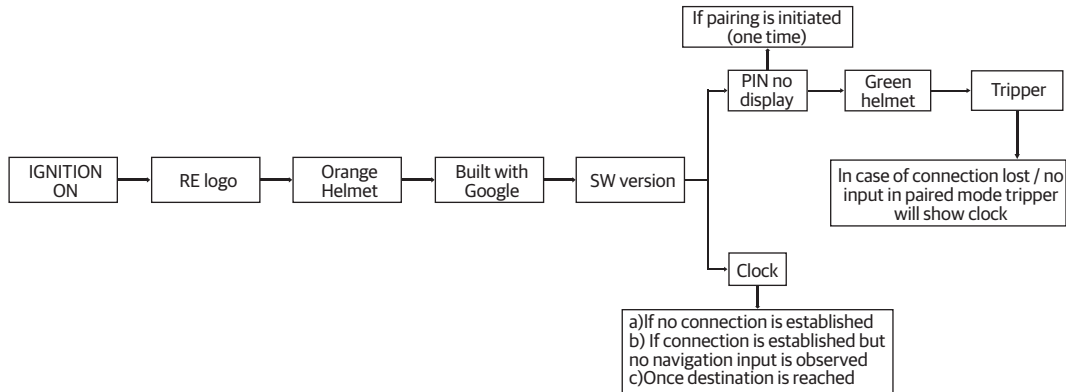 If pairing is initiated
(one time)
PIN no
display
Green
helmet
Tripper
IGNITION
ON
RE logo
Orange
Helmet
Built with
Google
SW version
In case of connection lost / no
input in paired mode tripper
will show clock
Clock
a)If no connection is established
b) If connection is established but
no navigation input is observed
c)Once destination is reached